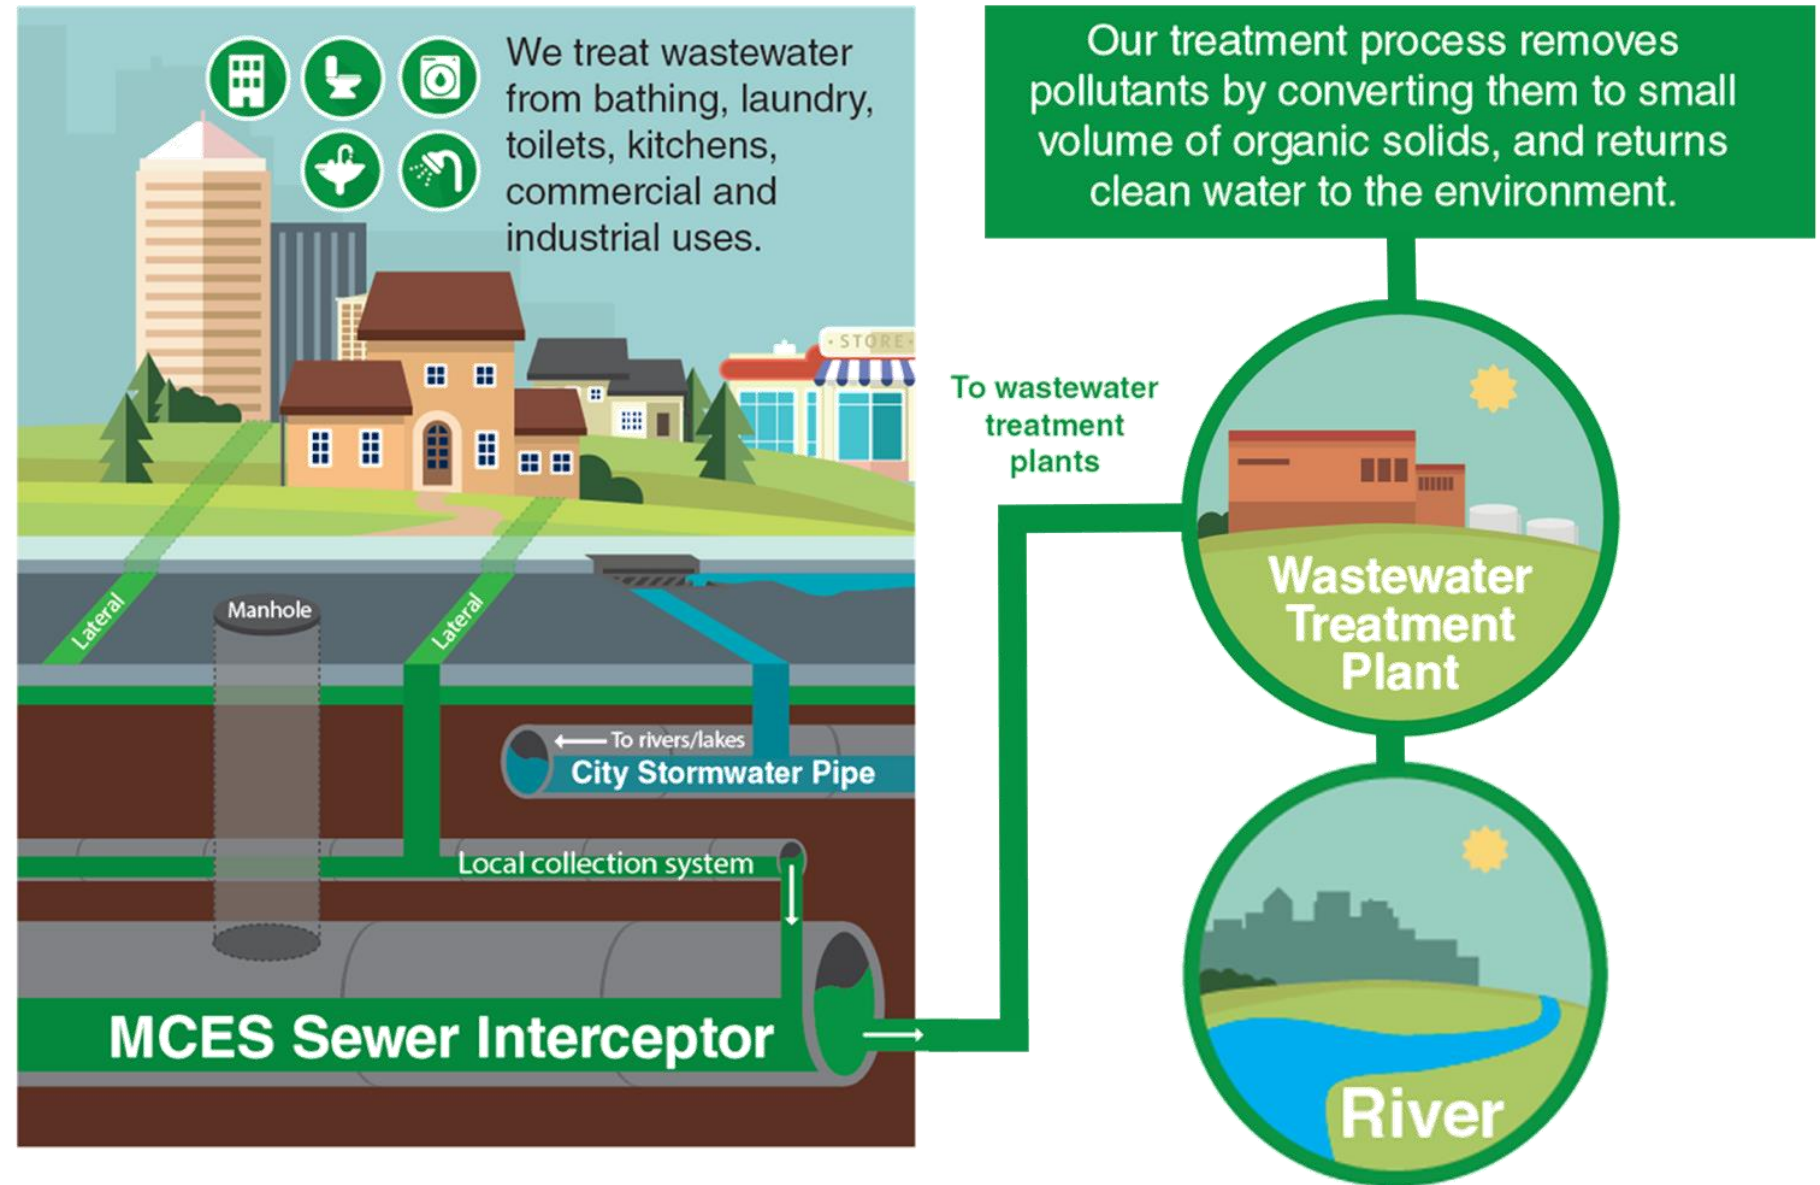 We treat wastewater
from bathing, laundry,
toilets, kitchens,
commercial and
industrial uses.
STORE
Lateral
Manhole
Lateral
To rivers/lakes
City Stormwater Pipe
Local collection system
MCES Sewer Interceptor
Our treatment process removes
pollutants by converting them to small
volume of organic solids, and returns
clean water to the environment.
To wastewater
treatment
plants
Wastewater
Treatment
Plant
River